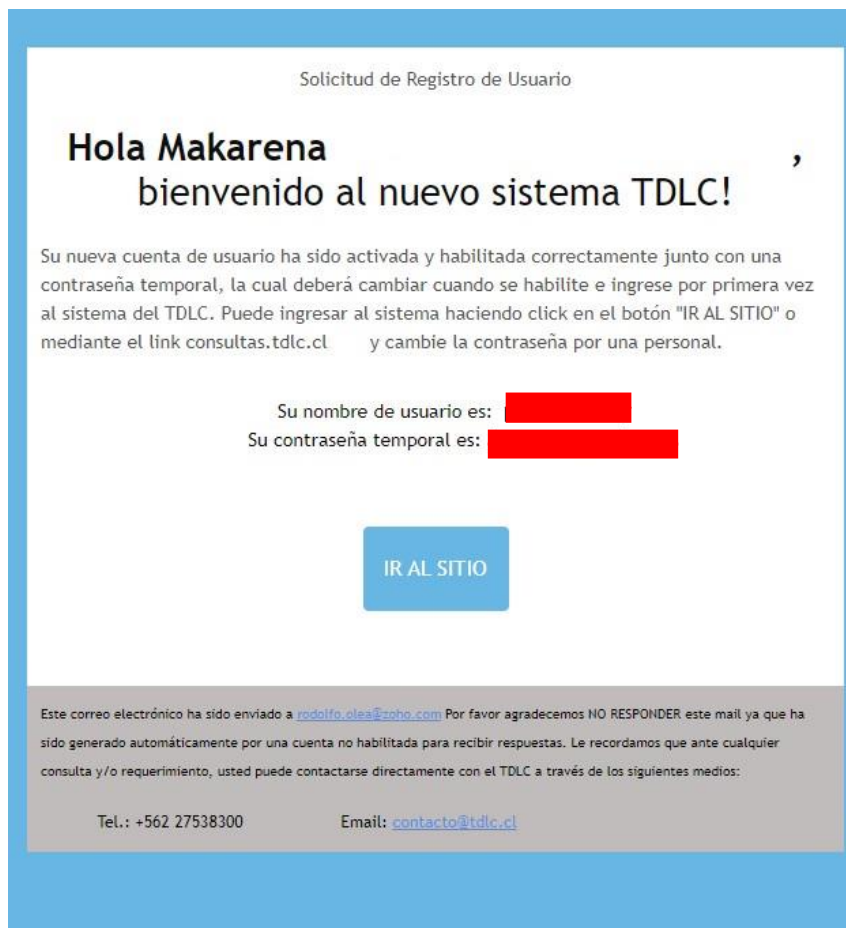 Solicitud de Registro de Usuario
Hola Makarena ,
bienvenido al nuevo sistema TDLC!
Su nueva cuenta de usuario ha sido activada y habilitada correctamente junto con una
contraseña temporal, la cual deberá cambiar cuando se habilite e ingrese por primera vez
al sistema del TDLC. Puede ingresar al sistema haciendo click en el botón "IR AL SITIO" o
mediante el link consultas.tdlc.cl y cambie la contraseña por una personal.
Su nombre de usuario es:
Su contraseña temporal es:
IR AL SITIO
Este correo electrónico ha sido enviado a rodolfo.olea@zoho.com Por favor agradecemos NO RESPONDER este mail ya que ha
sido generado automáticamente por una cuenta no habilitada para recibir respuestas. Le recordamos que ante cualquier
consulta y/o requerimiento, usted puede contactarse directamente con el TDLC a través de los siguientes medios:
Tel.: +562 27538300 Email: contacto@tdlc.cl